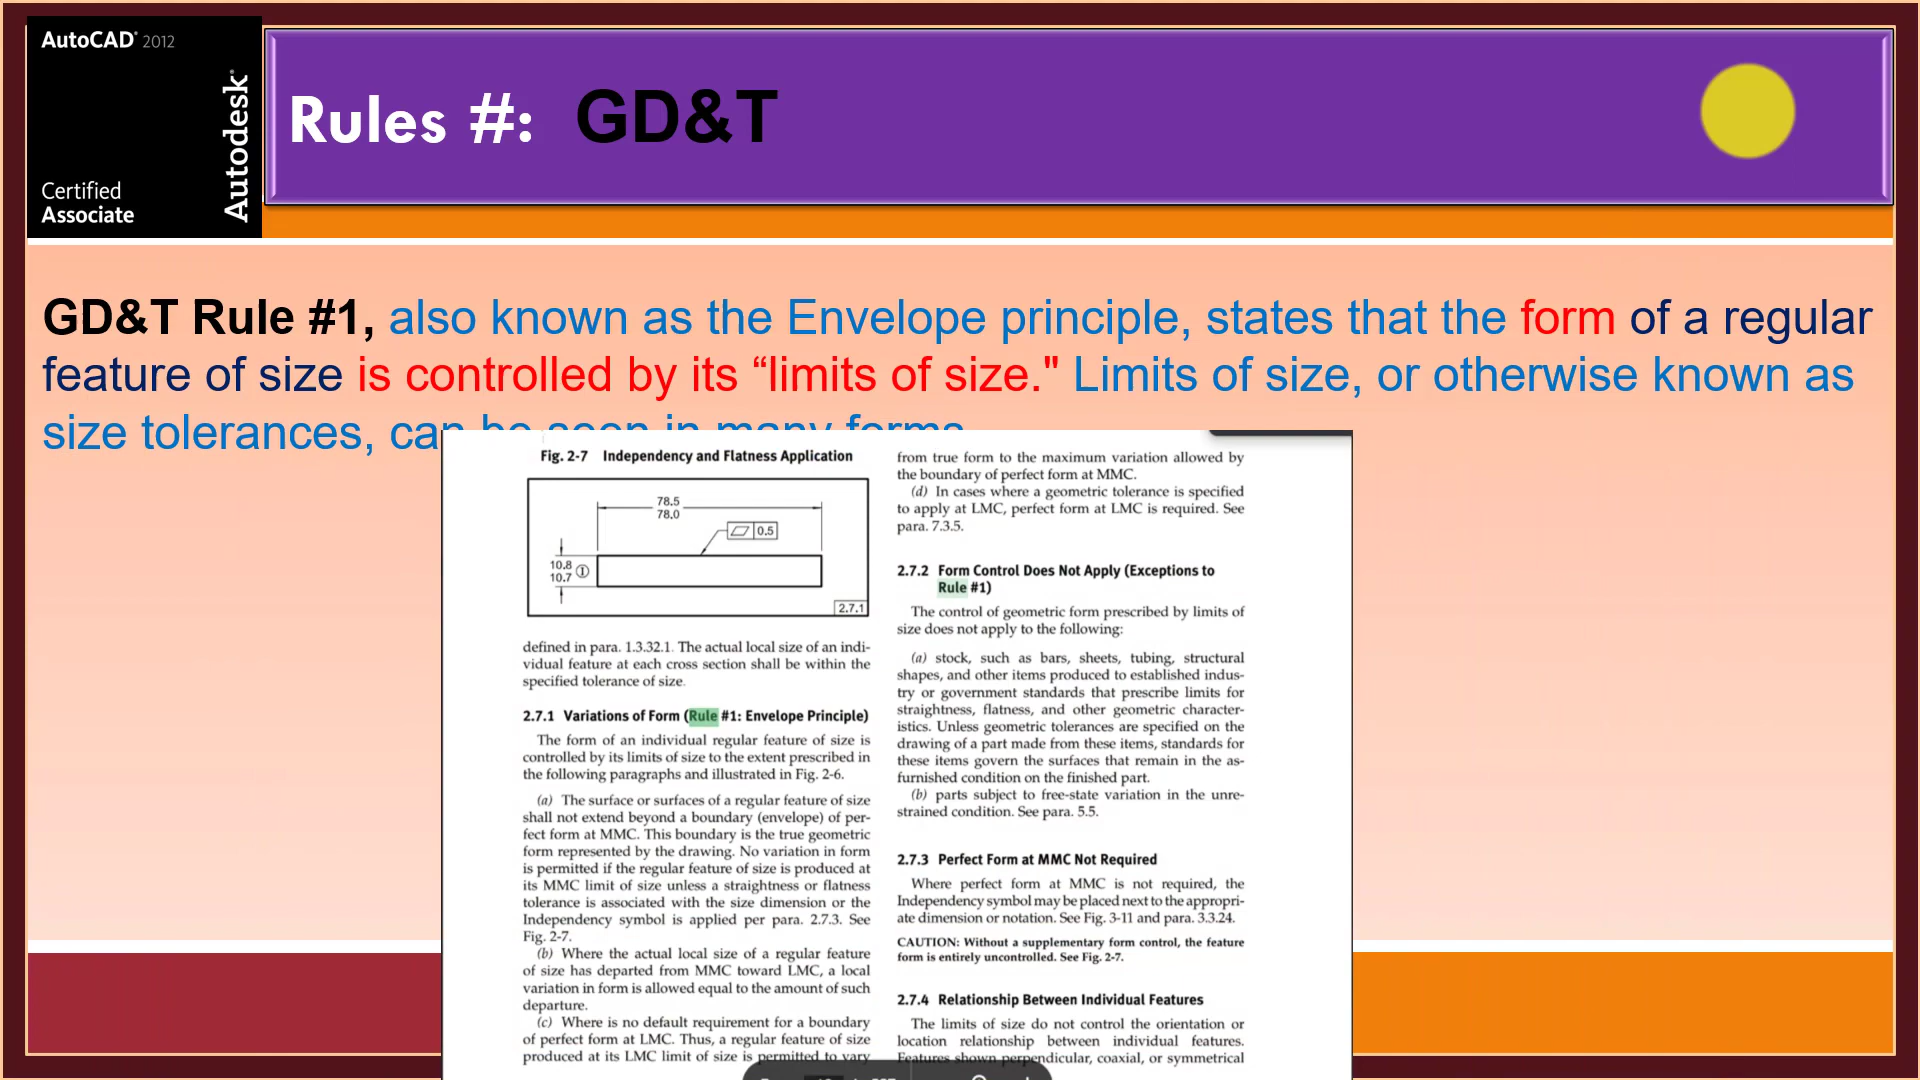 AutoCAD® 2012
Autodesk®
Certified
Associate
Rules #: GD&T
GD&T Rule #1, also known as the Envelope principle, states that the form of a regular
feature of size is controlled by its “limits of size." Limits of size, or otherwise known as
size tolerances, can be seen in many forms
Fig. 2-7 Independency and Flatness Application
78.5
78.0
0.5
10.8
10.7
I
2.7.1
defined in para. 1.3.32.1. The actual local size of an indi-
vidual feature at each cross section shall be within the
specified tolerance of size.
2.7.1 Variations of Form (Rule #1: Envelope Principle)
The form of an individual regular feature of size is
controlled by its limits of size to the extent prescribed in
the following paragraphs and illustrated in Fig. 2-6.
(a) The surface or surfaces of a regular feature of size
shall not extend beyond a boundary (envelope) of per-
fect form at MMC. This boundary is the true geometric
form represented by the drawing. No variation in form
is permitted if the regular feature of size is produced at
its MMC limit of size unless a straightness or flatness
tolerance is associated with the size dimension or the
Independency symbol is applied per para. 2.7.3. See
Fig. 2-7.
(b) Where the actual local size of a regular feature
of size has departed from MMC toward LMC, a local
variation in form is allowed equal to the amount of such
departure.
(c) Where is no default requirement for a boundary
of perfect form at LMC. Thus, a regular feature of size
produced at its LMC limit of size is permitted to vary
from true form to the maximum variation allowed by
the boundary of perfect form at MMC.
(d) In cases where a geometric tolerance is specified
to apply at LMC, perfect form at LMC is required. See
para. 7.3.5.
2.7.2 Form Control Does Not Apply (Exceptions to
Rule #1)
The control of geometric form prescribed by limits of
size does not apply to the following:
(a) stock, such as bars, sheets, tubing, structural
shapes, and other items produced to established indus-
try or government standards that prescribe limits for
straightness, flatness, and other geometric character-
istics. Unless geometric tolerances are specified on the
drawing of a part made from these items, standards for
these items govern the surfaces that remain in the as-
furnished condition on the finished part.
(b) parts subject to free-state variation in the unre-
strained condition. See para. 5.5.
2.7.3 Perfect Form at MMC Not Required
Where perfect form at MMC is not required, the
Independency symbol may be placed next to the appropri-
ate dimension or notation. See Fig. 3-11 and para. 3.3.24.
CAUTION: Without a supplementary form control, the feature
form is entirely uncontrolled. See Fig. 2-7.
2.7.4 Relationship Between Individual Features
The limits of size do not control the orientation or
location relationship between individual features.
Features shown perpendicular, coaxial, or symmetrical